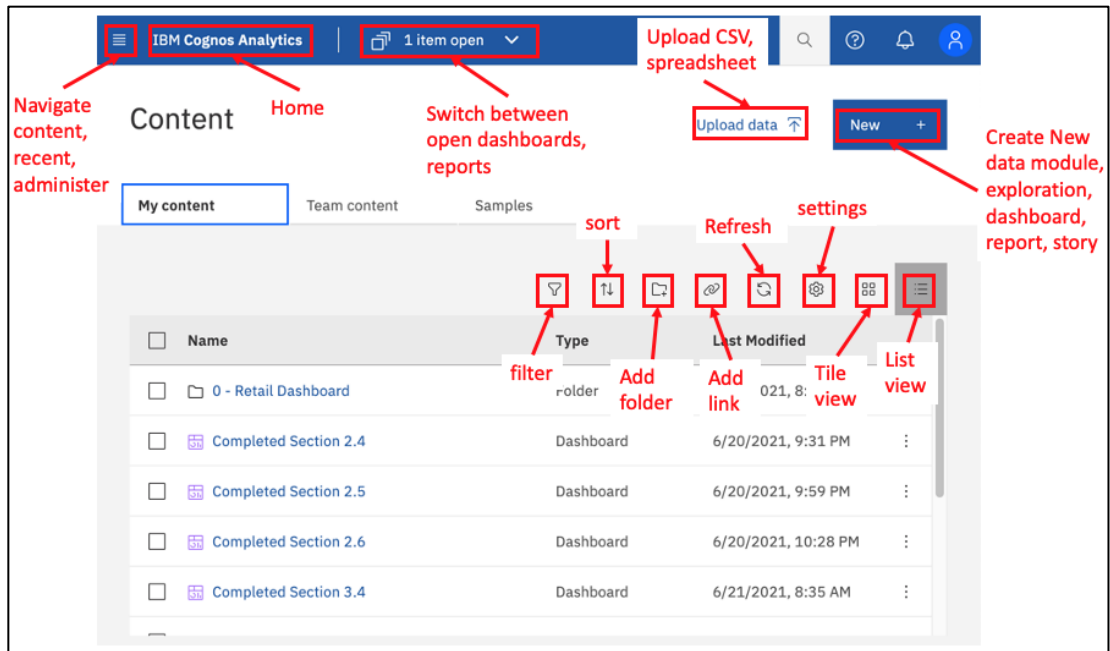 IBM Cognos Analytics
1 item open
Upload CSV,
spreadsheet
Navigate
content,
recent,
administer
Home
Switch between
open dashboards,
reports
Content
Upload data
New +
Create New
data module,
exploration,
dashboard,
report, story
My content
Team content
Samples
sort
Refresh
settings
Name Type Last Modified
filter
Add
folder
Add
link
Tile
view
List
view
0 - Retail Dashboard Folder 021, 8:
Completed Section 2.4 Dashboard 6/20/2021, 9:31 PM
Completed Section 2.5 Dashboard 6/20/2021, 9:59 PM
Completed Section 2.6 Dashboard 6/20/2021, 10:28 PM
Completed Section 3.4 Dashboard 6/21/2021, 8:35 AM